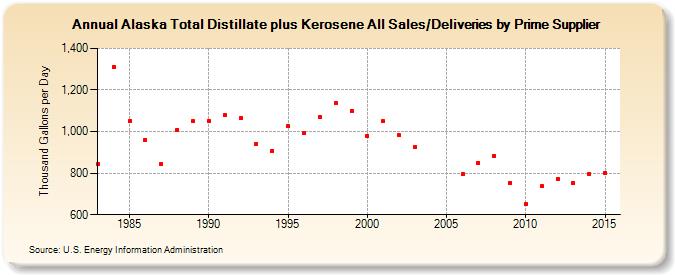 Annual Alaska Total Distillate plus Kerosene All Sales/Deliveries by Prime Supplier
Thousand Gallons per Day
1,400
1,200
1,000
800
600
1985 1990 1995 2000 2005 2010 2015
Source: U.S. Energy Information Administration